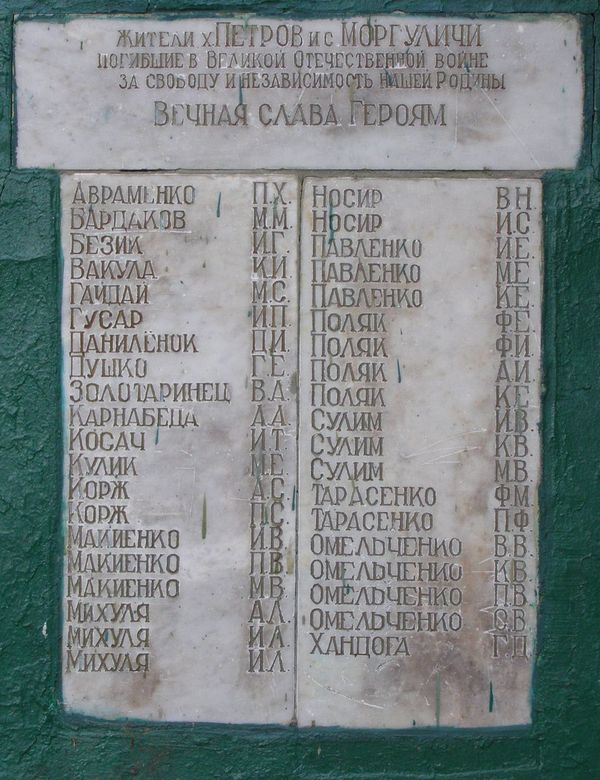 Жители х. Петров и с Моргуличи
погибшие в Великой Отечественной войне
за свободу и независимость нашей Родины
Вечная слава Героям
Авраменко П.Х.
Бардаков М.М.
Безик И.Г.
Вакула К.И.
Гайдай М.С.
Гусар И.П.
Данилёнок П.И.
Душко Г.Е.
Золотаринец В.А.
Карнабеца А.А.
Косач И.Т.
Кулик М.Е.
Корж А.С.
Корж П.С.
Макиенко И.В.
Макиенко П.В.
Макиенко М.В.
Михуля А.Л.
Михуля И.А.
Михуля И.Л.
Носир В.Н.
Носир И.С.
Павленко И.Е.
Павленко М.Е.
Павленко К.Е.
Поляк Ф.Е.
Поляк Ф.И.
Поляк А.И.
Поляк К.Е.
Сулим И.В.
Сулим К.В.
Сулим М.В.
Тарасенко Ф.М.
Тарасенко П.Ф.
Омельченко В.В.
Омельченко К.В.
Омельченко П.В.
Омельченко
Хандога